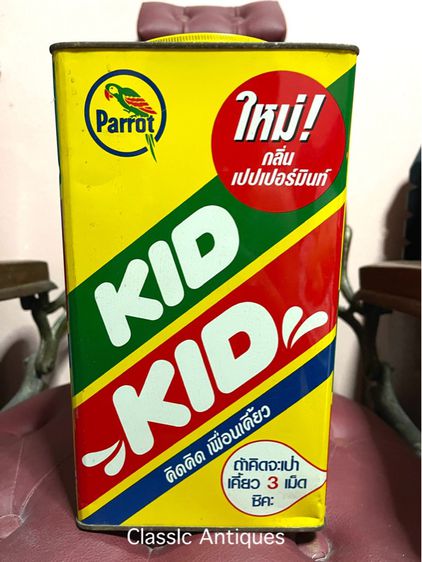 Parrot
ใหม่!
กลิ่น
เปปเปอร์มินท์
KID
KID
คิดคิด เพื่อนเคี้ยว
ถ้าคิดจะเป่า
เคี้ยว 3 เม็ด
ซิคะ
Classic Antiques